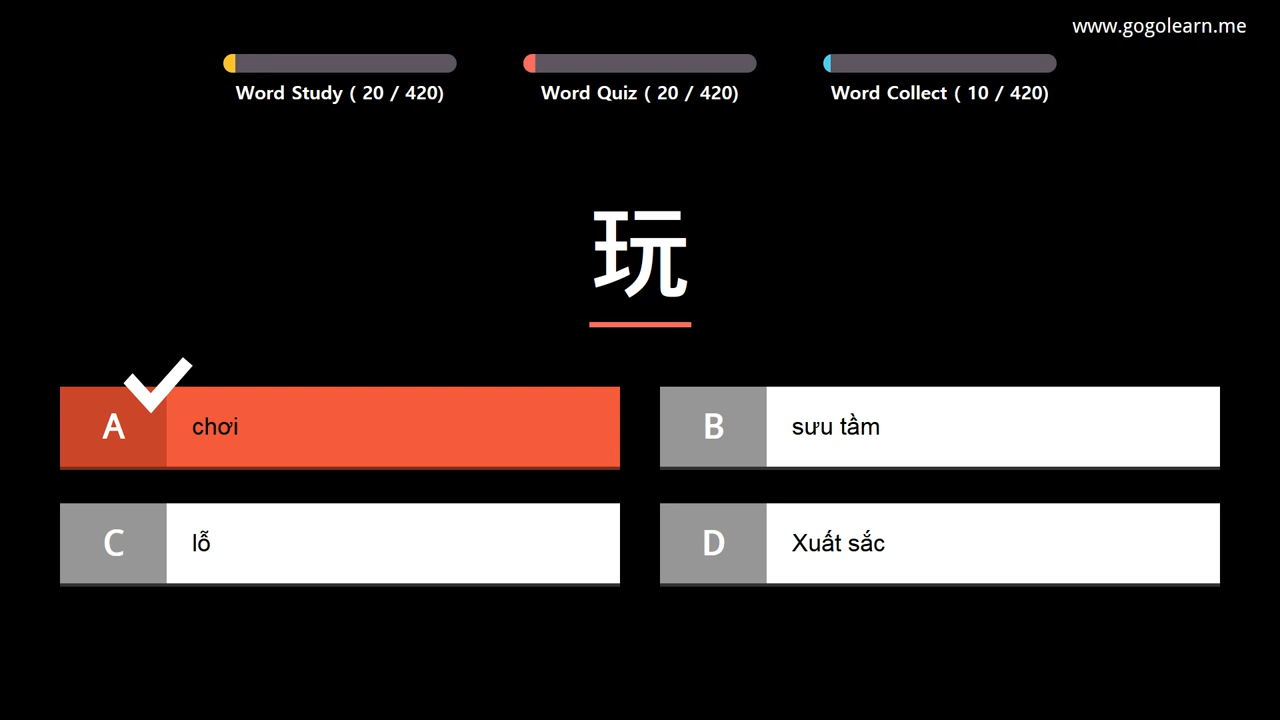 www.gogolearn.me
Word Study ( 20 / 420)
Word Quiz ( 20 / 420)
Word Collect ( 10 / 420)
玩
A chơi
B sưu tầm
C lỗ
D Xuất sắc